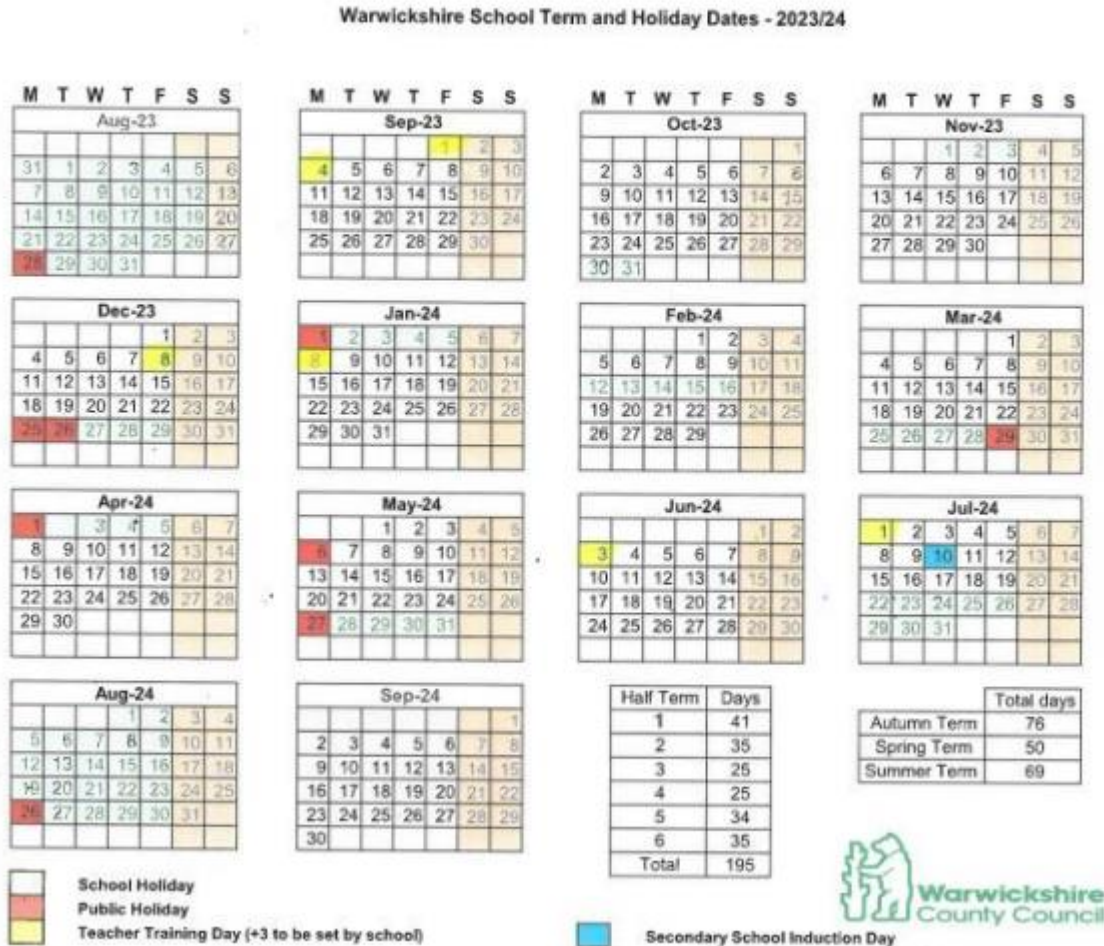 Warwickshire School Term and Holiday Dates - 2023/24
M T W T F S S
Aug-23
31 1 2 3 4 5 6
7 8 9 10 11 12 13
14 15 16 17 18 19 20
21 22 23 24 25 26 27
28 29 30 31
M T W T F S S
Sep-23
1 2 3
4 5 6 7 8 9 10
11 12 13 14 15 16 17
18 19 20 21 22 23 24
25 26 27 28 29 30
M T W T F S S
Oct-23
1
2 3 4 5 6 7 8
9 10 11 12 13 14 15
16 17 18 19 20 21 22
23 24 25 26 27 28 29
30 31
M T W T F S S
Nov-23
1 2 3 4 5
6 7 8 9 10 11 12
13 14 15 16 17 18 19
20 21 22 23 24 25 26
27 28 29 30
Dec-23
1 2 3
4 5 6 7 8 9 10
11 12 13 14 15 16 17
18 19 20 21 22 23 24
25 26 27 28 29 30 31
Jan-24
1 2 3 4 5 6 7
8 9 10 11 12 13 14
15 16 17 18 19 20 21
22 23 24 25 26 27 28
29 30 31
Feb-24
1 2 3 4
5 6 7 8 9 10 11
12 13 14 15 16 17 18
19 20 21 22 23 24 25
26 27 28 29
Mar-24
1 2 3
4 5 6 7 8 9 10
11 12 13 14 15 16 17
18 19 20 21 22 23 24
25 26 27 28 29 30 31
Apr-24
1 3 4 5 6 7
8 9 10 11 12 13 14
15 16 17 18 19 20 21
22 23 24 25 26 27 28
29 30
May-24
1 2 3 4 5
6 7 8 9 10 11 12
13 14 15 16 17 18 19
20 21 22 23 24 25 26
27 28 29 30 31
Jun-24
1 2
3 4 5 6 7 8 9
10 11 12 13 14 15 16
17 18 19 20 21 22 23
24 25 26 27 28 29 30
Jul-24
1 2 3 4 5 6 7
8 9 10 11 12 13 14
15 16 17 18 19 20 21
22 23 24 25 26 27 28
29 30 31
Aug-24
1 2 3 4
5 6 7 8 9 10 11
12 13 14 15 16 17 18
19 20 21 22 23 24 25
26 27 28 29 30 31
Sep-24
1
2 3 4 5 6 7 8
9 10 11 12 13 14 15
16 17 18 19 20 21 22
23 24 25 26 27 28 29
30
Half Term Days
1 41
2 35
3 25
4 25
5 34
6 35
Total 195
Total days
Autumn Term 76
Spring Term 50
Summer Term 69
School Holiday
Public Holiday
Teacher Training Day (+3 to be set by school)
Secondary School Induction Day
Warwickshire
County Council